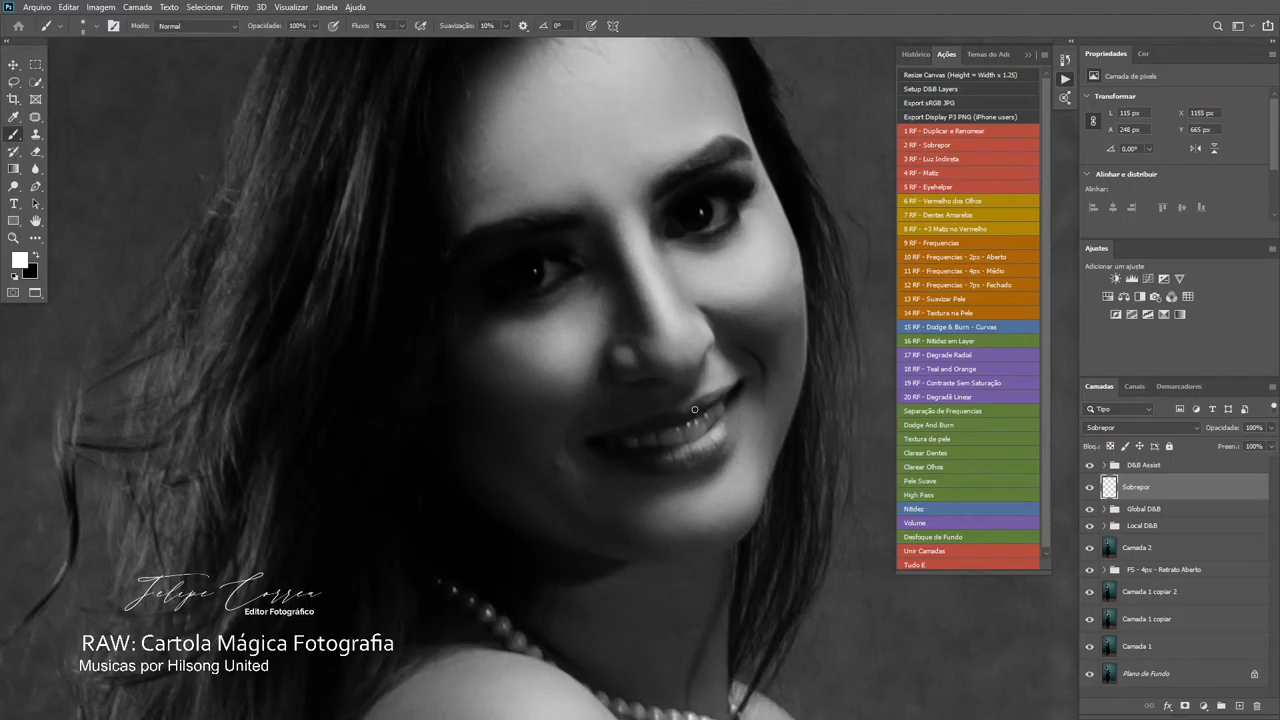 Ps Arquivo Editar Imagem Camada Texto Selecionar Filtro 3D Visualizar Janela Ajuda
8 Modo: Normal Opacidade: 100% Fluxo: 5% Suavização: 10% 0°
Histórico Ações Temas do Ado
Resize Canvas (Height = Width x 1.25)
Setup D&B Layers
Export sRGB JPG
Export Display P3 PNG (iPhone users)
1 RF - Duplicar e Renomear
2 RF - Sobrepor
3 RF - Luz Indireta
4 RF - Matiz
5 RF - Eyehelper
6 RF - Vermelho dos Olhos
7 RF - Dentes Amarelos
8 RF - +3 Matiz no Vermelho
9 RF - Frequencias
10 RF - Frequencias - 2px - Aberto
11 RF - Frequencias - 4px - Médio
12 RF - Frequencias - 7px - Fechado
13 RF - Suavizar Pele
14 RF - Textura na Pele
15 RF - Dodge & Burn - Curvas
16 RF - Nitidez em Layer
17 RF - Degrade Radial
18 RF - Teal and Orange
19 RF - Contraste Sem Saturação
20 RF - Degradê Linear
Separação de Frequencias
Dodge And Burn
Textura de pele
Clarear Dentes
Clarear Olhos
Pele Suave
High Pass
Nitidez
Volume
Desfoque de Fundo
Unir Camadas
Tudo E
Propriedades Cor
Camada de pixels
Transformar
L 115 px X 1155 px
A 248 px Y 665 px
0,00°
Alinhar e distribuir
Alinhar:
Ajustes
Adicionar um ajuste
Camadas Canais Demarcadores
Tipo
Sobrepor Opacidade: 100%
Bloq.: Preen.: 100%
D&B Assist
Sobrepor
Global D&B
Local D&B
Camada 2
FS - 4px - Retrato Aberto
Camada 1 copiar 2
Camada 1 copiar
Camada 1
Plano de Fundo
Felipe Correa
Editor Fotográfico
RAW: Cartola Mágica Fotografia
Musicas por Hilsong United